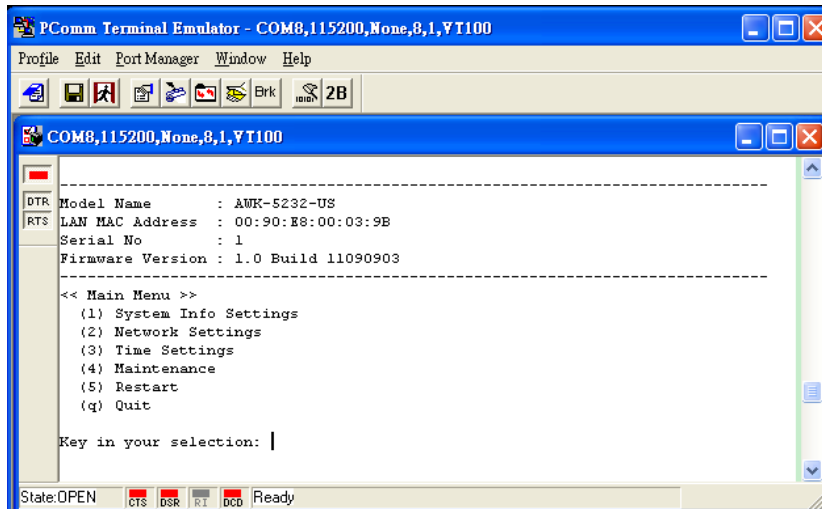 PComm Terminal Emulator - COM8,115200,None,8,1,VT100
Profile Edit Port Manager Window Help
Brk 2B
COM8,115200,None,8,1,VT100
DTR
RTS
--------------------------------------------------------------------------
Model Name : AWK-5232-US
LAN MAC Address : 00:90:E8:00:03:9B
Serial No : 1
Firmware Version : 1.0 Build 11090903
--------------------------------------------------------------------------
<< Main Menu >>
(1) System Info Settings
(2) Network Settings
(3) Time Settings
(4) Maintenance
(5) Restart
(q) Quit
Key in your selection:
State:OPEN CTS DSR RI DCD Ready